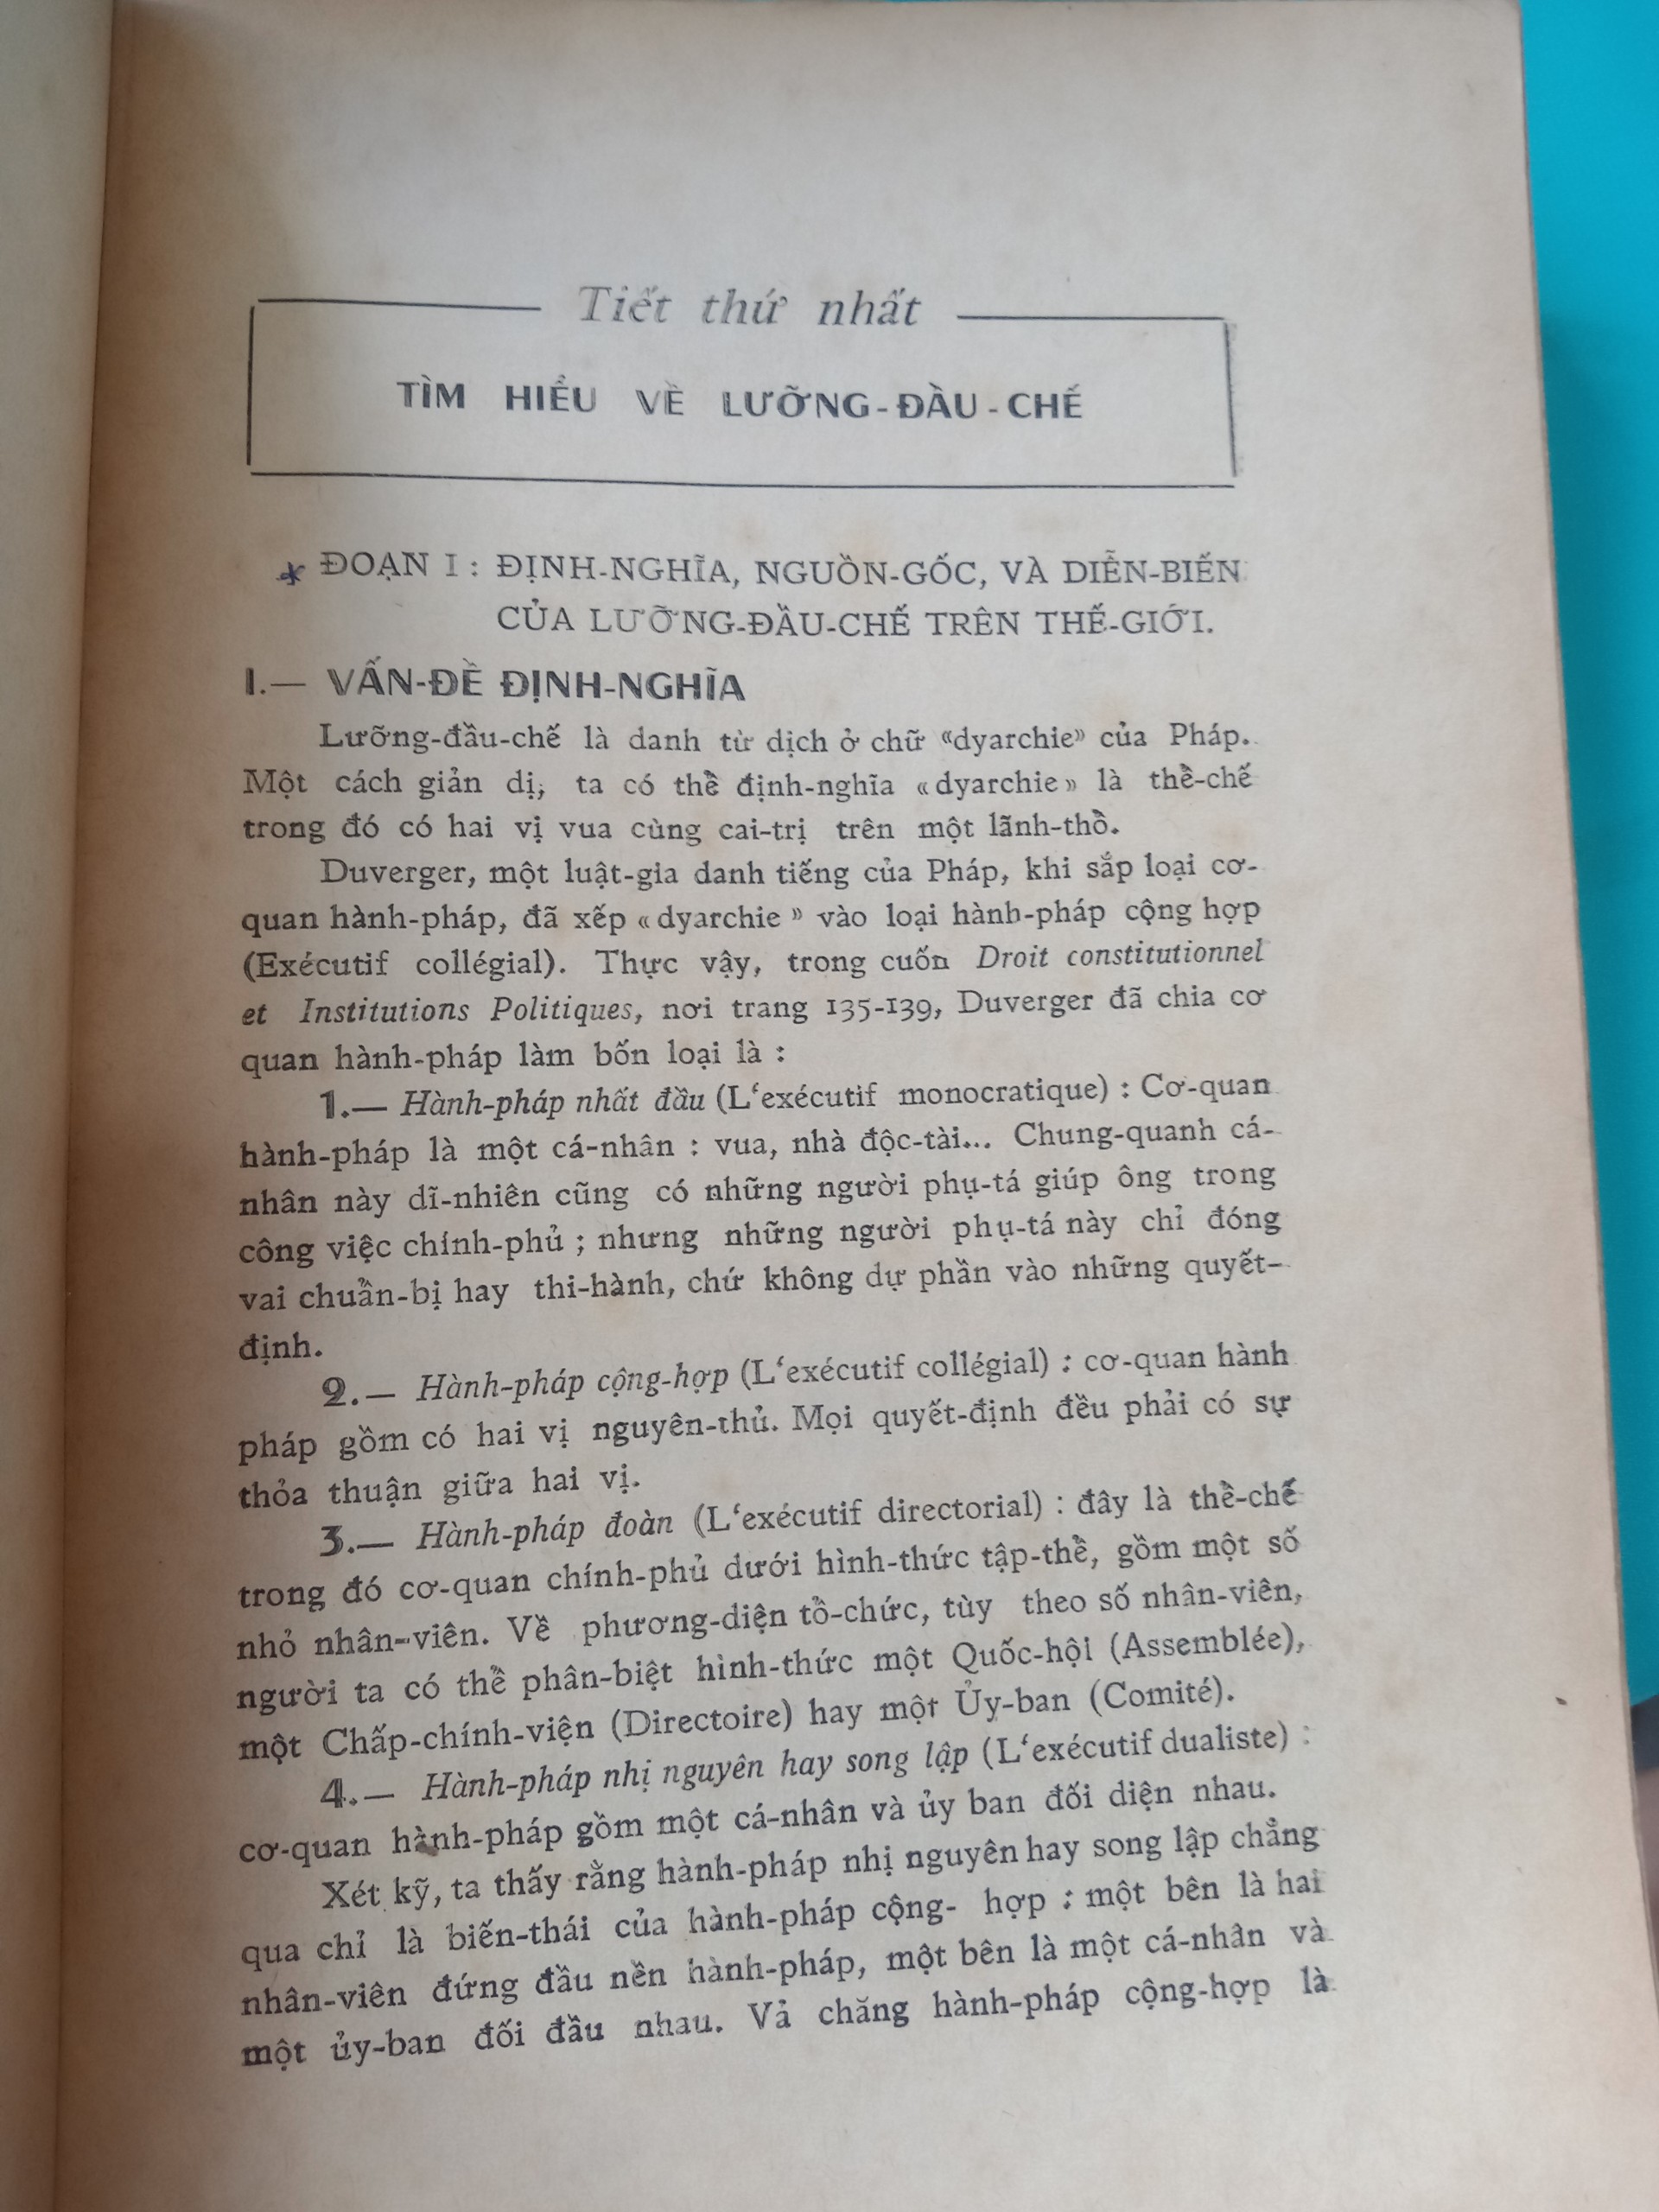 Tiết thứ nhất
TÌM HIỂU VỀ LƯỠNG-ĐẦU-CHẾ
* ĐOẠN I : ĐỊNH-NGHĨA, NGUỒN-GỐC, VÀ DIỄN-BIẾN
CỦA LƯỠNG-ĐẦU-CHẾ TRÊN THẾ-GIỚI.
I.— VẤN-ĐỀ ĐỊNH-NGHĨA
Lưỡng-đầu-chế là danh từ dịch ở chữ «dyarchie» của Pháp.
Một cách giản dị, ta có thể định-nghĩa «dyarchie» là thể-chế
trong đó có hai vị vua cùng cai-trị trên một lãnh-thổ.
Duverger, một luật-gia danh tiếng của Pháp, khi sắp loại cơ-
quan hành-pháp, đã xếp «dyarchie» vào loại hành-pháp cộng hợp
(Exécutif collégial). Thực vậy, trong cuốn Droit constitutionnel
et Institutions Politiques, nơi trang 135-139, Duverger đã chia cơ
quan hành-pháp làm bốn loại là :
1.— Hành-pháp nhất đầu (L‘exécutif monocratique) : Cơ-quan
hành-pháp là một cá-nhân : vua, nhà độc-tài... Chung-quanh cá-
nhân này dĩ-nhiên cũng có những người phụ-tá giúp ông trong
công việc chính-phủ ; nhưng những người phụ-tá này chỉ đóng
vai chuẩn-bị hay thi-hành, chứ không dự phần vào những quyết-
định.
2.— Hành-pháp cộng-hợp (L‘exécutif collégial) : cơ-quan hành
pháp gồm có hai vị nguyên-thủ. Mọi quyết-định đều phải có sự
thỏa thuận giữa hai vị.
3.— Hành-pháp đoàn (L‘exécutif directorial) : đây là thể-chế
trong đó cơ-quan chính-phủ dưới hình-thức tập-thể, gồm một số
nhỏ nhân-viên. Về phương-diện tổ-chức, tùy theo số nhân-viên,
người ta có thể phân-biệt hình-thức một Quốc-hội (Assemblée),
một Chấp-chính-viện (Directoire) hay một Ủy-ban (Comité).
4.— Hành-pháp nhị nguyên hay song lập (L‘exécutif dualiste) :
cơ-quan hành-pháp gồm một cá-nhân và ủy ban đối diện nhau.
Xét kỹ, ta thấy rằng hành-pháp nhị nguyên hay song lập chẳng
qua chỉ là biến-thái của hành-pháp cộng- hợp : một bên là hai
nhân-viên đứng đầu nền hành-pháp, một bên là một cá-nhân và
một ủy-ban đối đầu nhau. Vả chăng hành-pháp cộng-hợp là